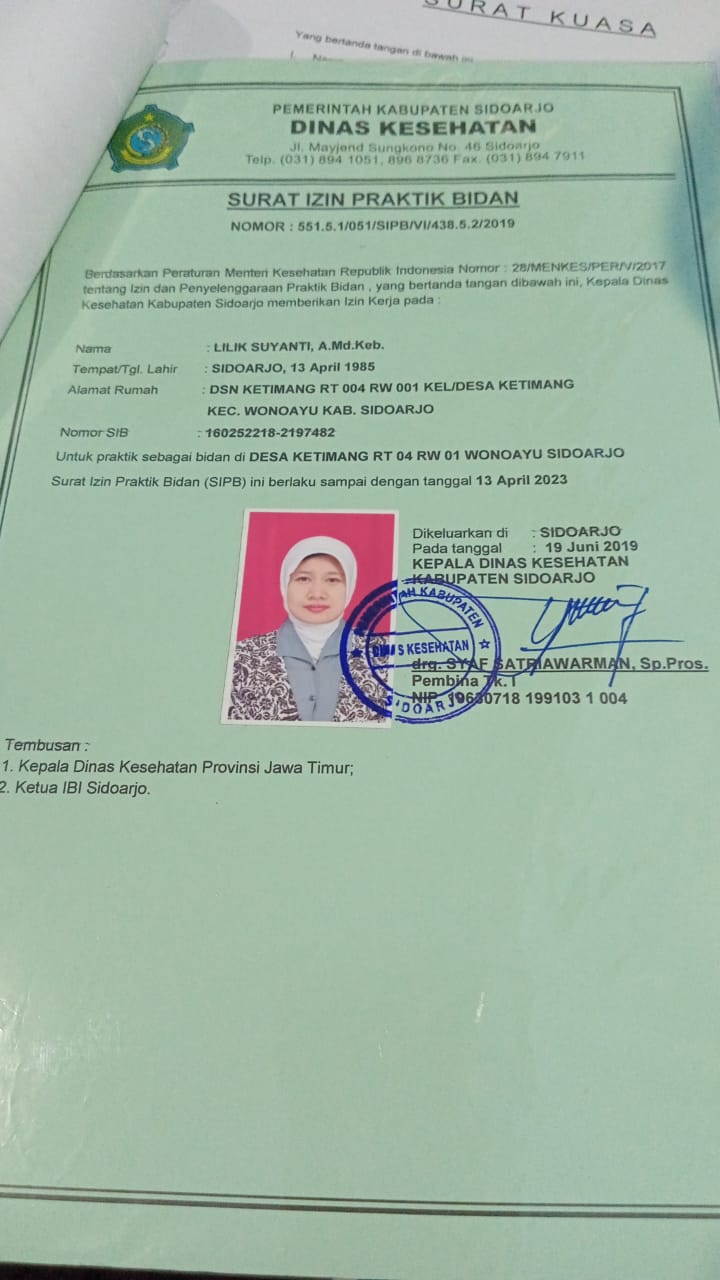 SURAT KUASA
Yang bertanda tangan di bawah ini
PEMERINTAH KABUPATEN SIDOARJO
DINAS KESEHATAN
Jl. Mayjend Sungkono No. 46 Sidoarjo
Telp. (031) 894 1051, 896 8736 Fax. (031) 894 7911
SURAT IZIN PRAKTIK BIDAN
NOMOR : 551.5.1/051/SIPB/VI/438.5.2/2019
Berdasarkan Peraturan Menteri Kesehatan Republik Indonesia Nomor : 28/MENKES/PER/V/2017
tentang Izin dan Penyelenggaraan Praktik Bidan , yang bertanda tangan dibawah ini, Kepala Dinas
Kesehatan Kabupaten Sidoarjo memberikan Izin Kerja pada :
Nama : LILIK SUYANTI, A.Md.Keb.
Tempat/Tgl. Lahir : SIDOARJO, 13 April 1985
Alamat Rumah : DSN KETIMANG RT 004 RW 001 KEL/DESA KETIMANG
KEC. WONOAYU KAB. SIDOARJO
Nomor SIB : 160252218-2197482
Untuk praktik sebagai bidan di DESA KETIMANG RT 04 RW 01 WONOAYU SIDOARJO
Surat Izin Praktik Bidan (SIPB) ini berlaku sampai dengan tanggal 13 April 2023
Dikeluarkan di : SIDOARJO
Pada tanggal : 19 Juni 2019
KEPALA DINAS KESEHATAN
KABUPATEN SIDOARJO
PEMERINTAH KABUPATEN
DINAS KESEHATAN
SIDOARJO
drg. SYAF SATRIAWARMAN, Sp.Pros.
Pembina Tk. I
NIP. 19630718 199103 1 004
Tembusan :
1. Kepala Dinas Kesehatan Provinsi Jawa Timur;
2. Ketua IBI Sidoarjo.